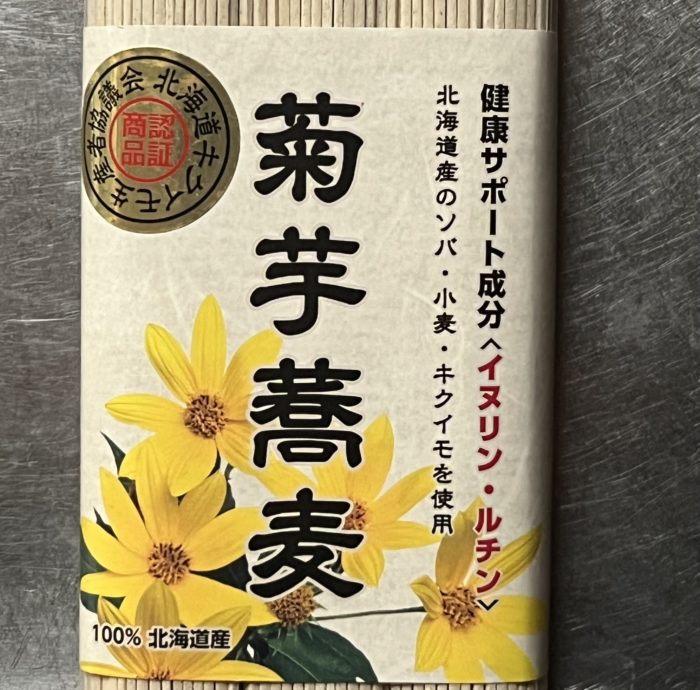 健康サポート成分<イヌリン・ルチン>
北海道産のソバ・小麦・キクイモを使用
菊芋蕎麦
北海道キクイモ生産者協議会
認証
商品
100% 北海道産